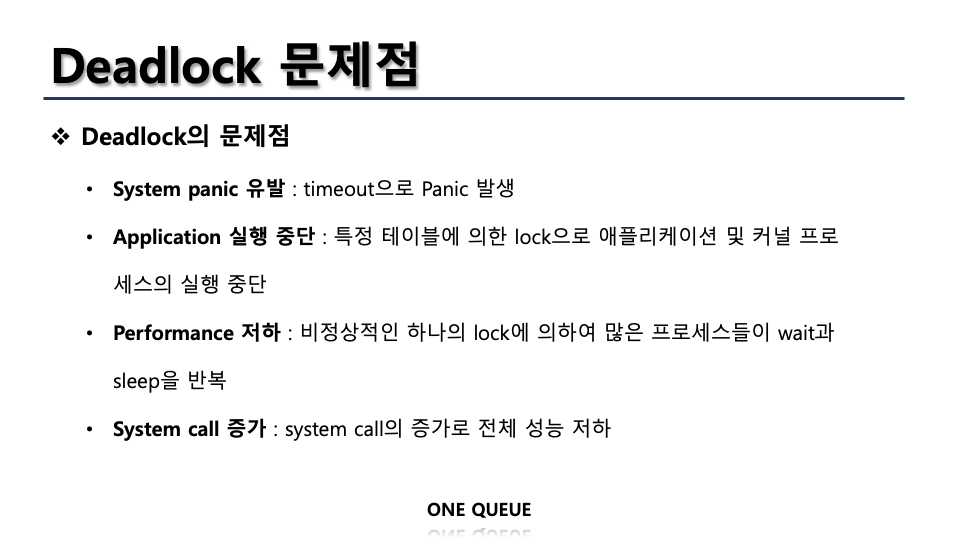 Deadlock 문제점
❖ Deadlock의 문제점
• System panic 유발 : timeout으로 Panic 발생
• Application 실행 중단 : 특정 테이블에 의한 lock으로 애플리케이션 및 커널 프로
세스의 실행 중단
• Performance 저하 : 비정상적인 하나의 lock에 의하여 많은 프로세스들이 wait과
sleep을 반복
• System call 증가 : system call의 증가로 전체 성능 저하
ONE QUEUE